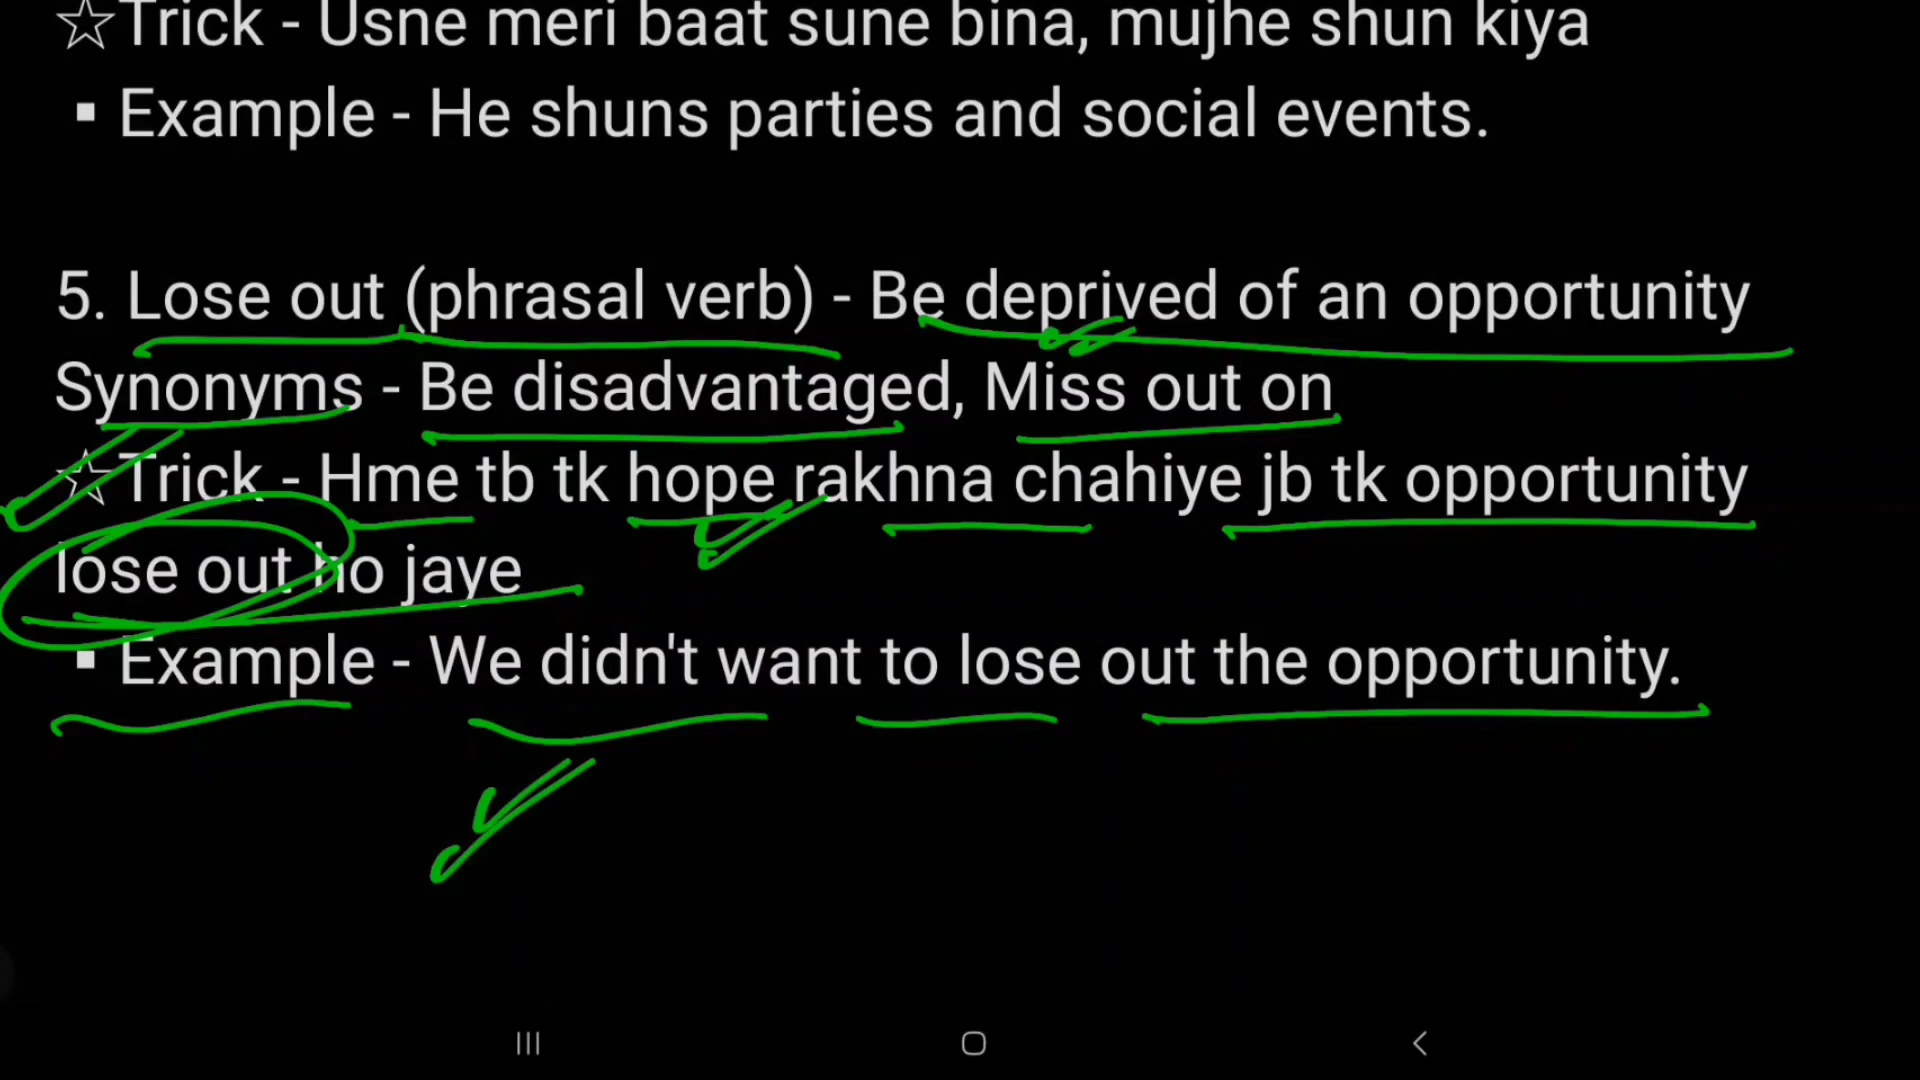 ☆Trick - Usne meri baat sune bina, mujhe shun kiya
▪ Example - He shuns parties and social events.
5. Lose out (phrasal verb) - Be deprived of an opportunity
Synonyms - Be disadvantaged, Miss out on
☆Trick - Hme tb tk hope rakhna chahiye jb tk opportunity
lose out ho jaye
▪ Example - We didn't want to lose out the opportunity.